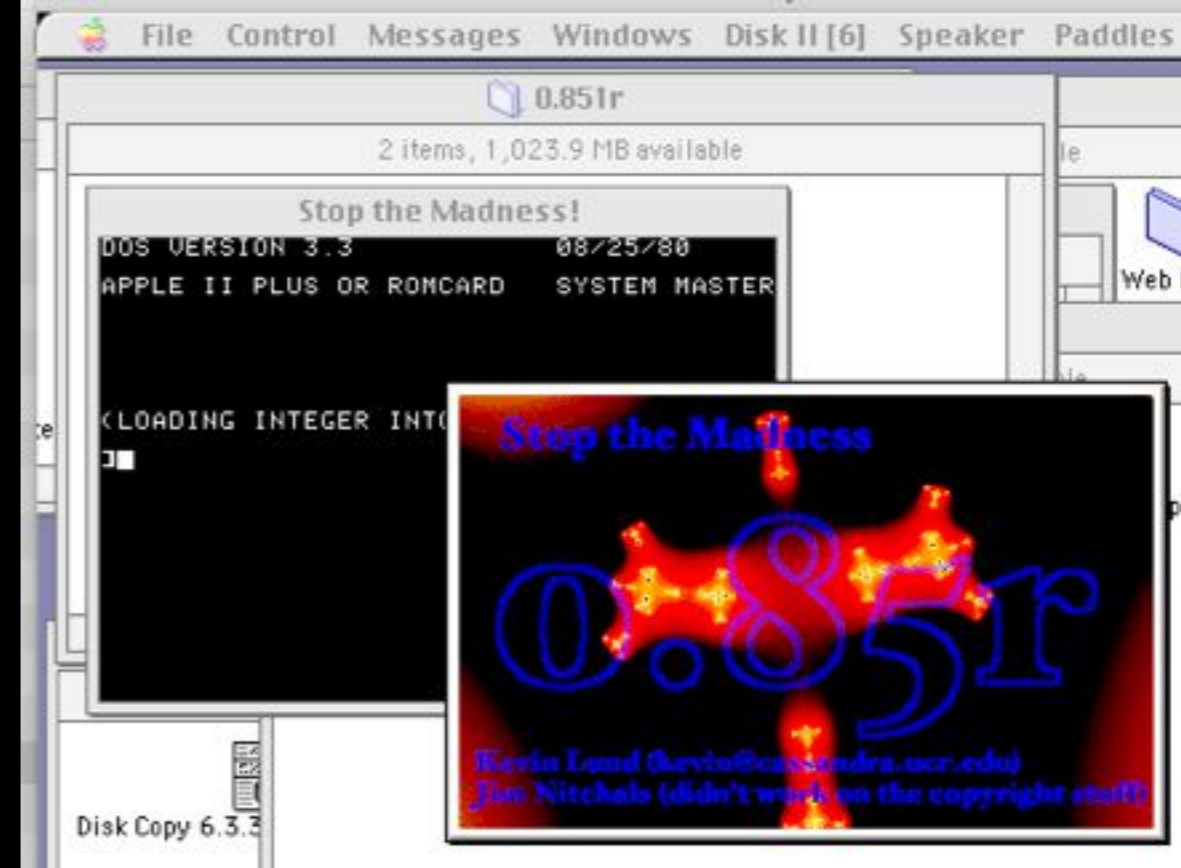 File Control Messages Windows Disk II [6] Speaker Paddles
0.851r
2 items, 1,023.9 MB available
le
Stop the Madness!
DOS VERSION 3.3 08/25/80
APPLE II PLUS OR ROMCARD SYSTEM MASTER
Web
(LOADING INTEGER INTO
]
Stop the Madness
0.85r
Kevin Lund (kevin@cassandra.ucr.edu)
Jim Nitchals (didn't work on the copyright stuff)
Disk Copy 6.3.3